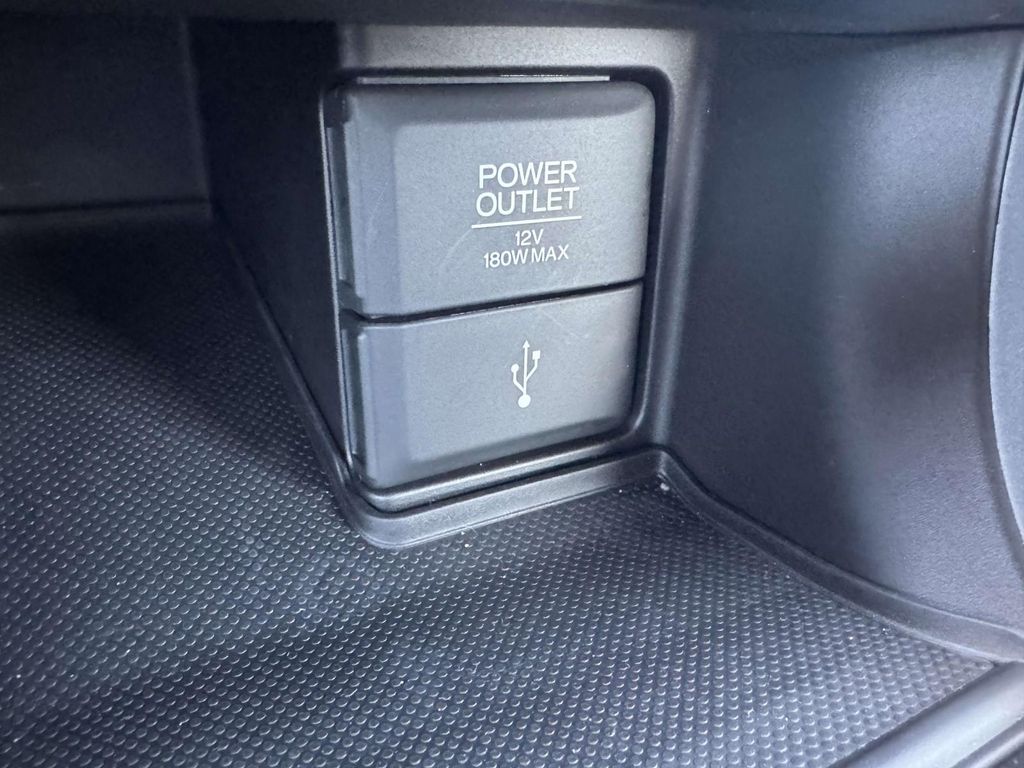 POWER
OUTLET
12V
180W MAX